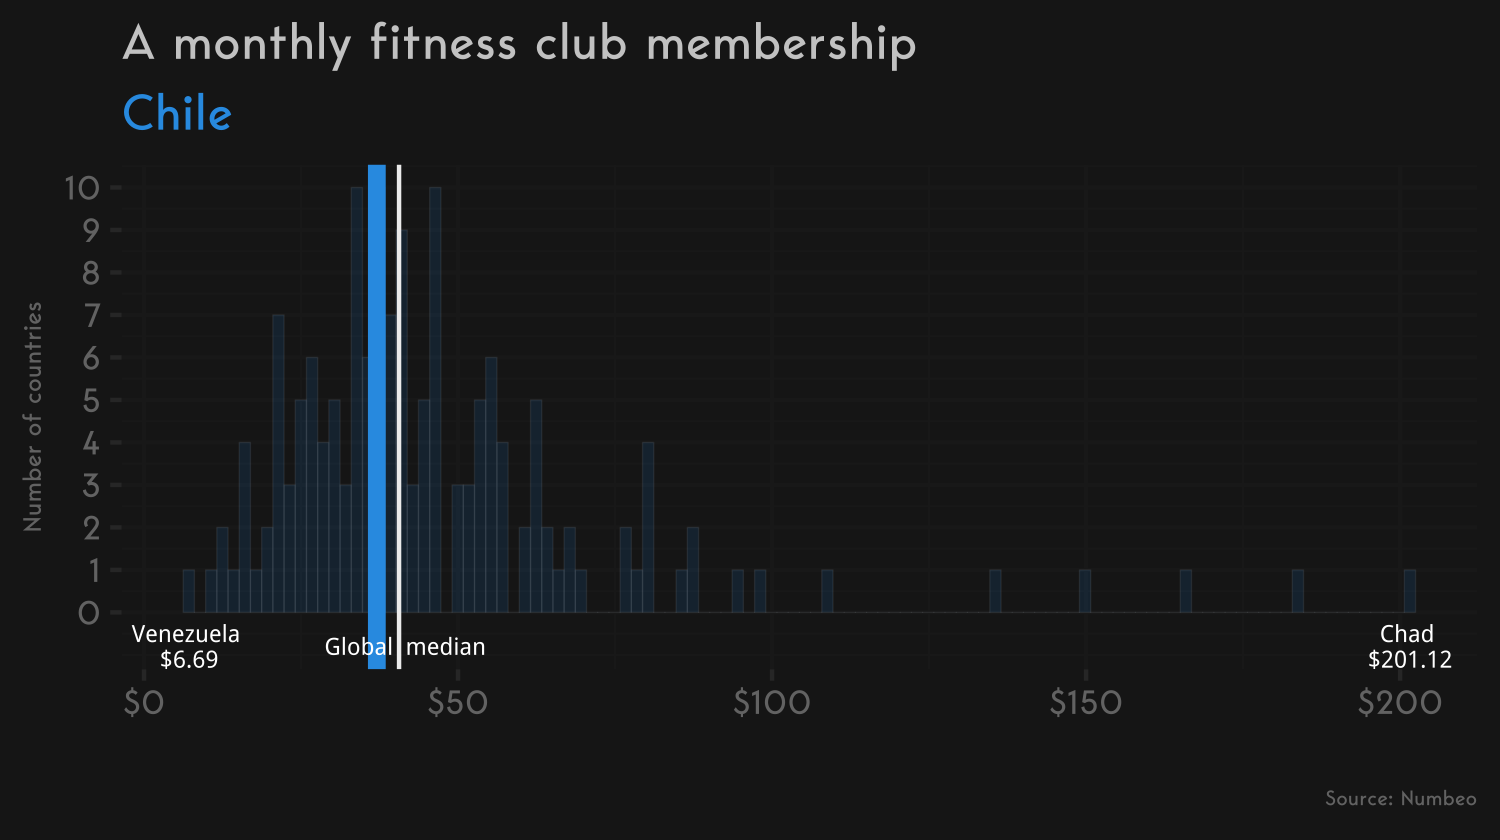 A monthly fitness club membership
Chile
Number of countries
10
9
8
7
6
5
4
3
2
1
0
Venezuela
$6.69
Global median
Chad
$201.12
$0 $50 $100 $150 $200
Source: Numbeo